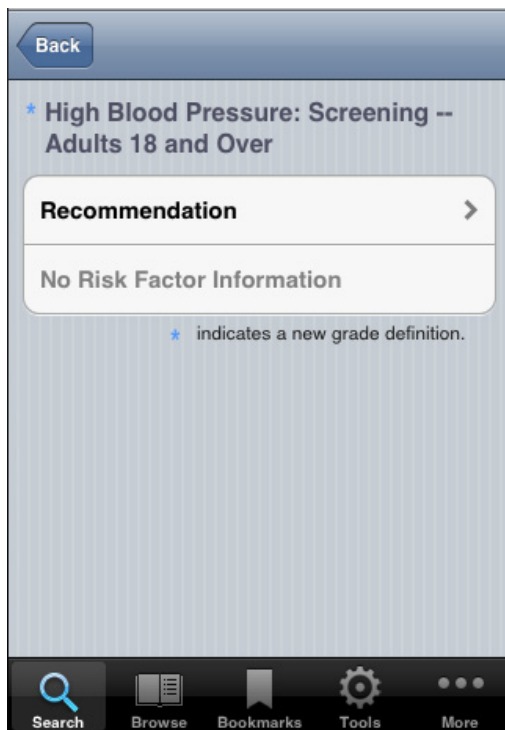 Back
* High Blood Pressure: Screening --
Adults 18 and Over
Recommendation
No Risk Factor Information
* indicates a new grade definition.
Search Browse Bookmarks Tools More